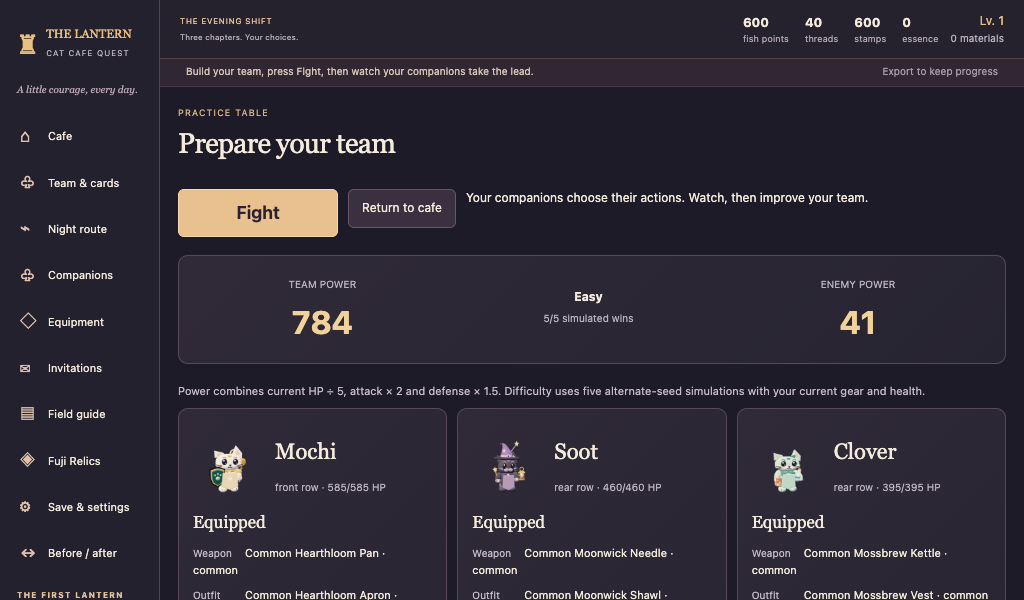 THE LANTERN
CAT CAFE QUEST
A little courage, every day.
Cafe
Team & cards
Night route
Companions
Equipment
Invitations
Field guide
Fuji Relics
Save & settings
Before / after
THE FIRST LANTERN
THE EVENING SHIFT
Three chapters. Your choices.
600
fish points
40
threads
600
stamps
0
essence
Lv. 1
0 materials
Build your team, press Fight, then watch your companions take the lead.
Export to keep progress
PRACTICE TABLE
Prepare your team
Fight
Return to cafe
Your companions choose their actions. Watch, then improve your team.
TEAM POWER
784
Easy
5/5 simulated wins
ENEMY POWER
41
Power combines current HP ÷ 5, attack × 2 and defense × 1.5. Difficulty uses five alternate-seed simulations with your current gear and health.
Mochi
front row · 585/585 HP
Equipped
Weapon Common Hearthloom Pan ·
common
Outfit Common Hearthloom Apron ·
Soot
rear row · 460/460 HP
Equipped
Weapon Common Moonwick Needle ·
common
Outfit Common Moonwick Shawl ·
Clover
rear row · 395/395 HP
Equipped
Weapon Common Mossbrew Kettle ·
common
Outfit Common Mossbrew Vest · common